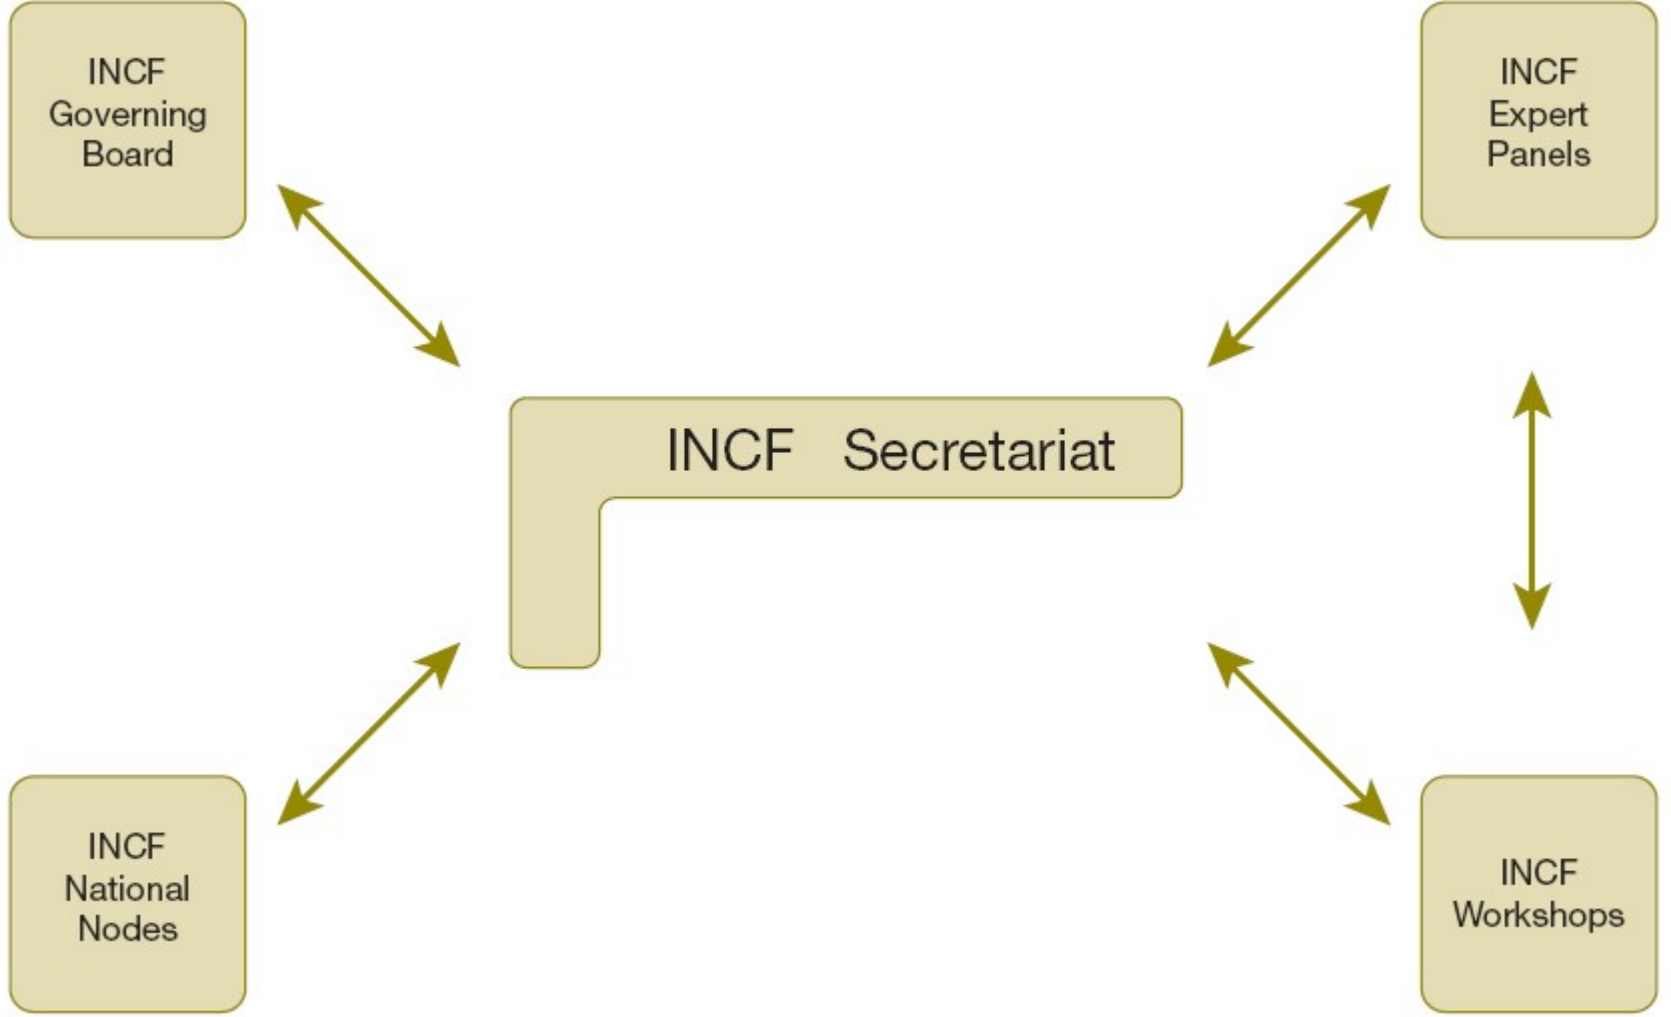 INCF
Governing
Board
INCF
Expert
Panels
INCF Secretariat
INCF
National
Nodes
INCF
Workshops